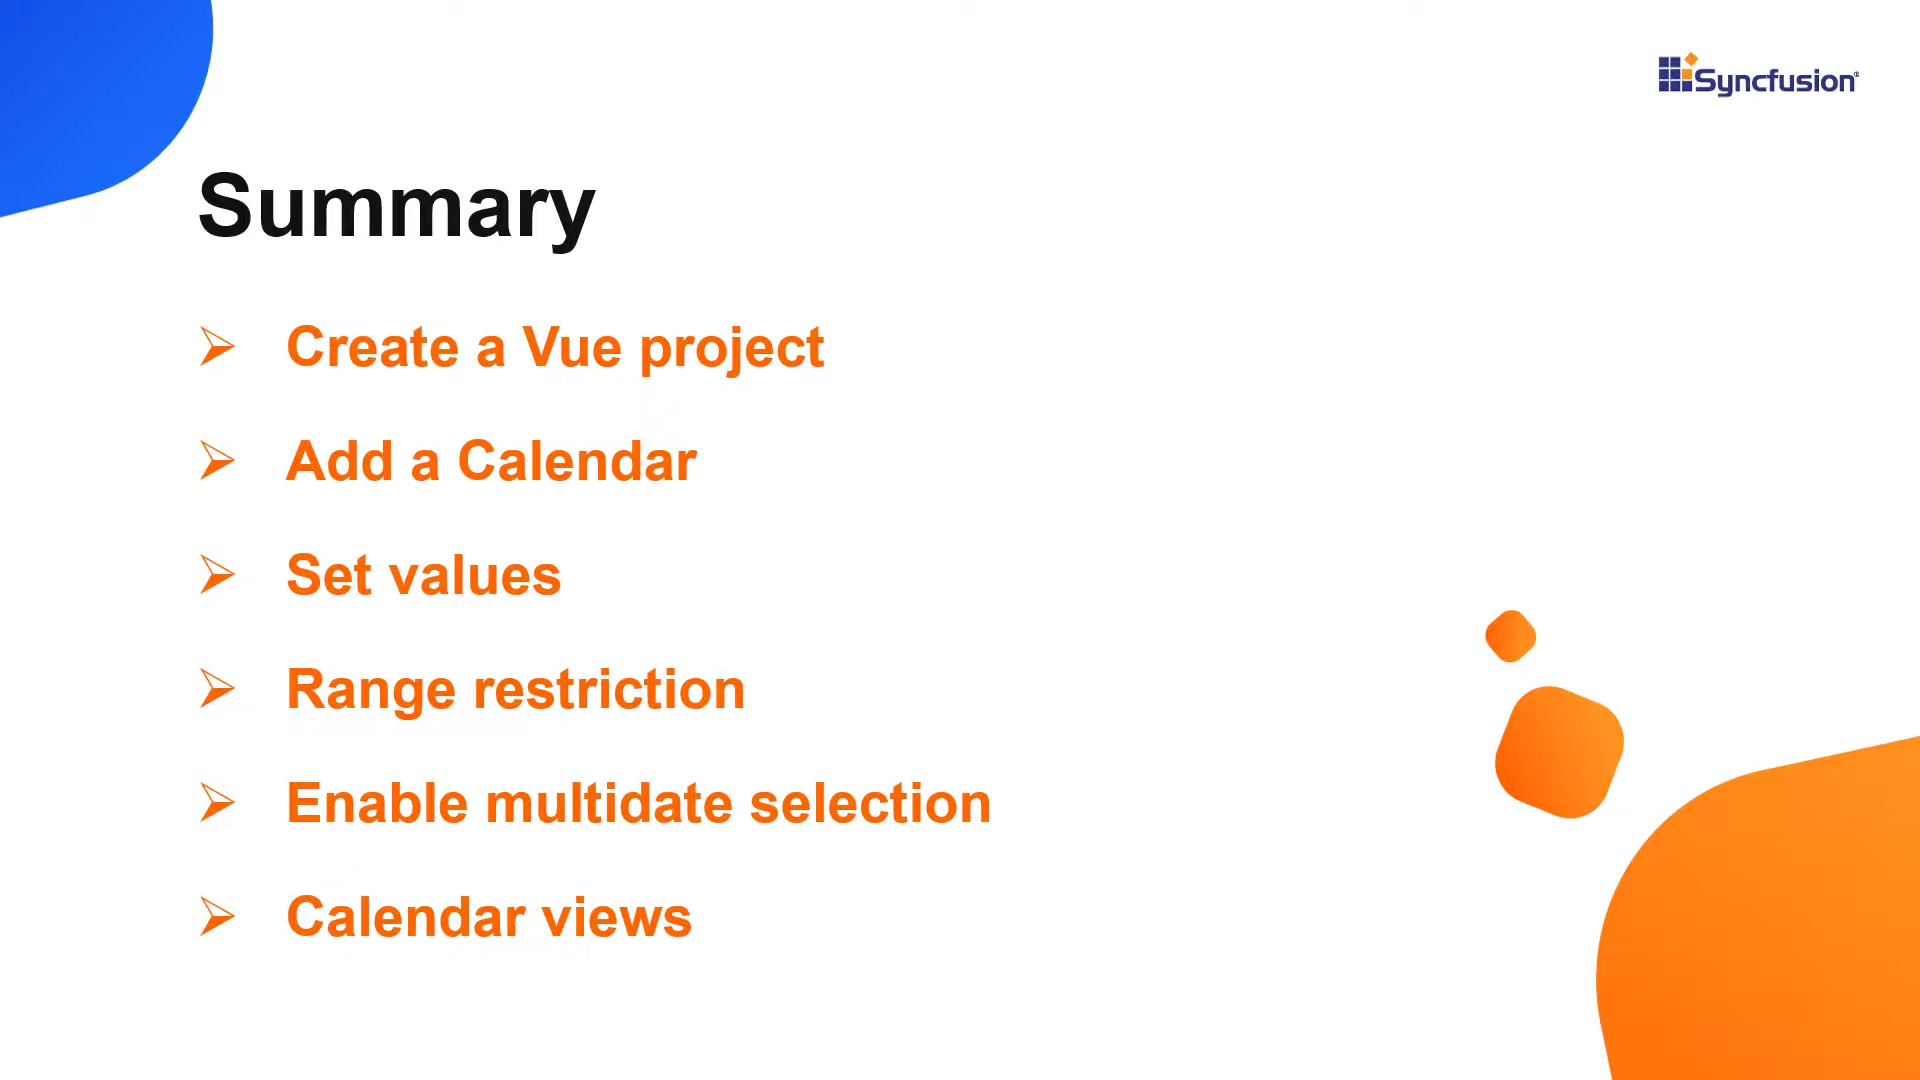 Syncfusion®
Summary
➢ Create a Vue project
➢ Add a Calendar
➢ Set values
➢ Range restriction
➢ Enable multidate selection
➢ Calendar views